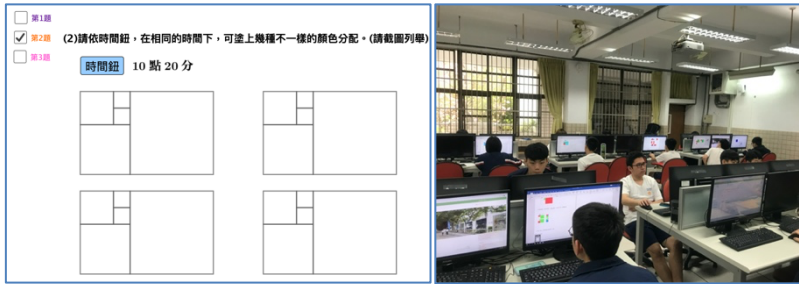 第1題
第2題
(2)請依時間鈕，在相同的時間下，可塗上幾種不一樣的顏色分配。(請截圖列舉)
第3題
時間鈕 10 點 20 分